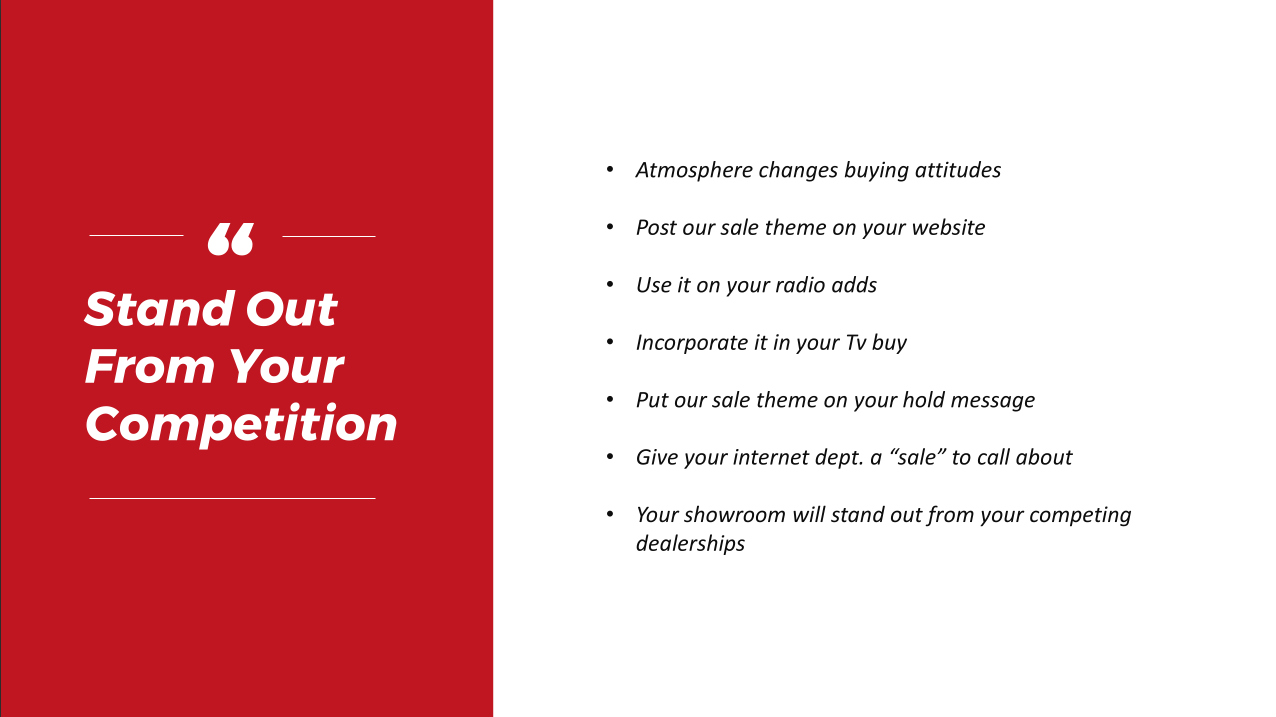 “
Stand Out
From Your
Competition
• Atmosphere changes buying attitudes
• Post our sale theme on your website
• Use it on your radio adds
• Incorporate it in your Tv buy
• Put our sale theme on your hold message
• Give your internet dept. a “sale” to call about
• Your showroom will stand out from your competing
dealerships